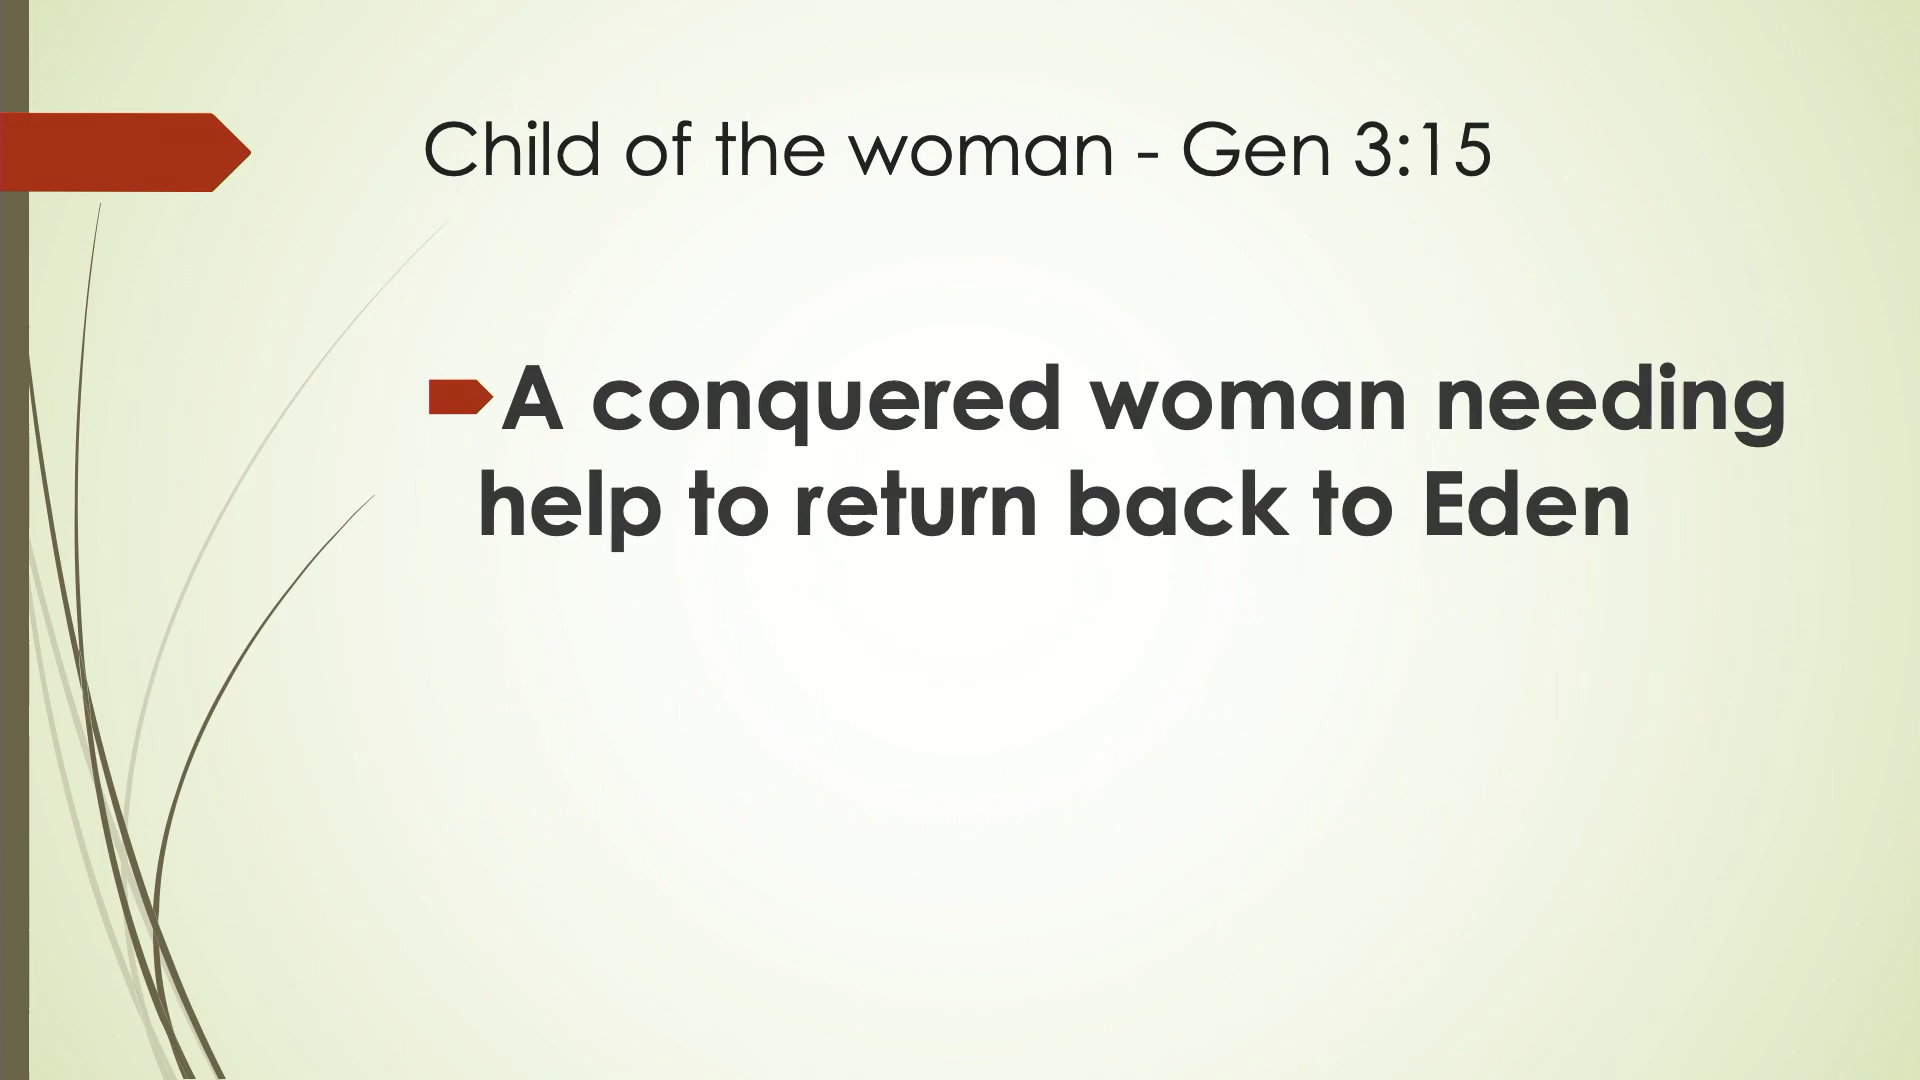 Child of the woman - Gen 3:15
A conquered woman needing
help to return back to Eden